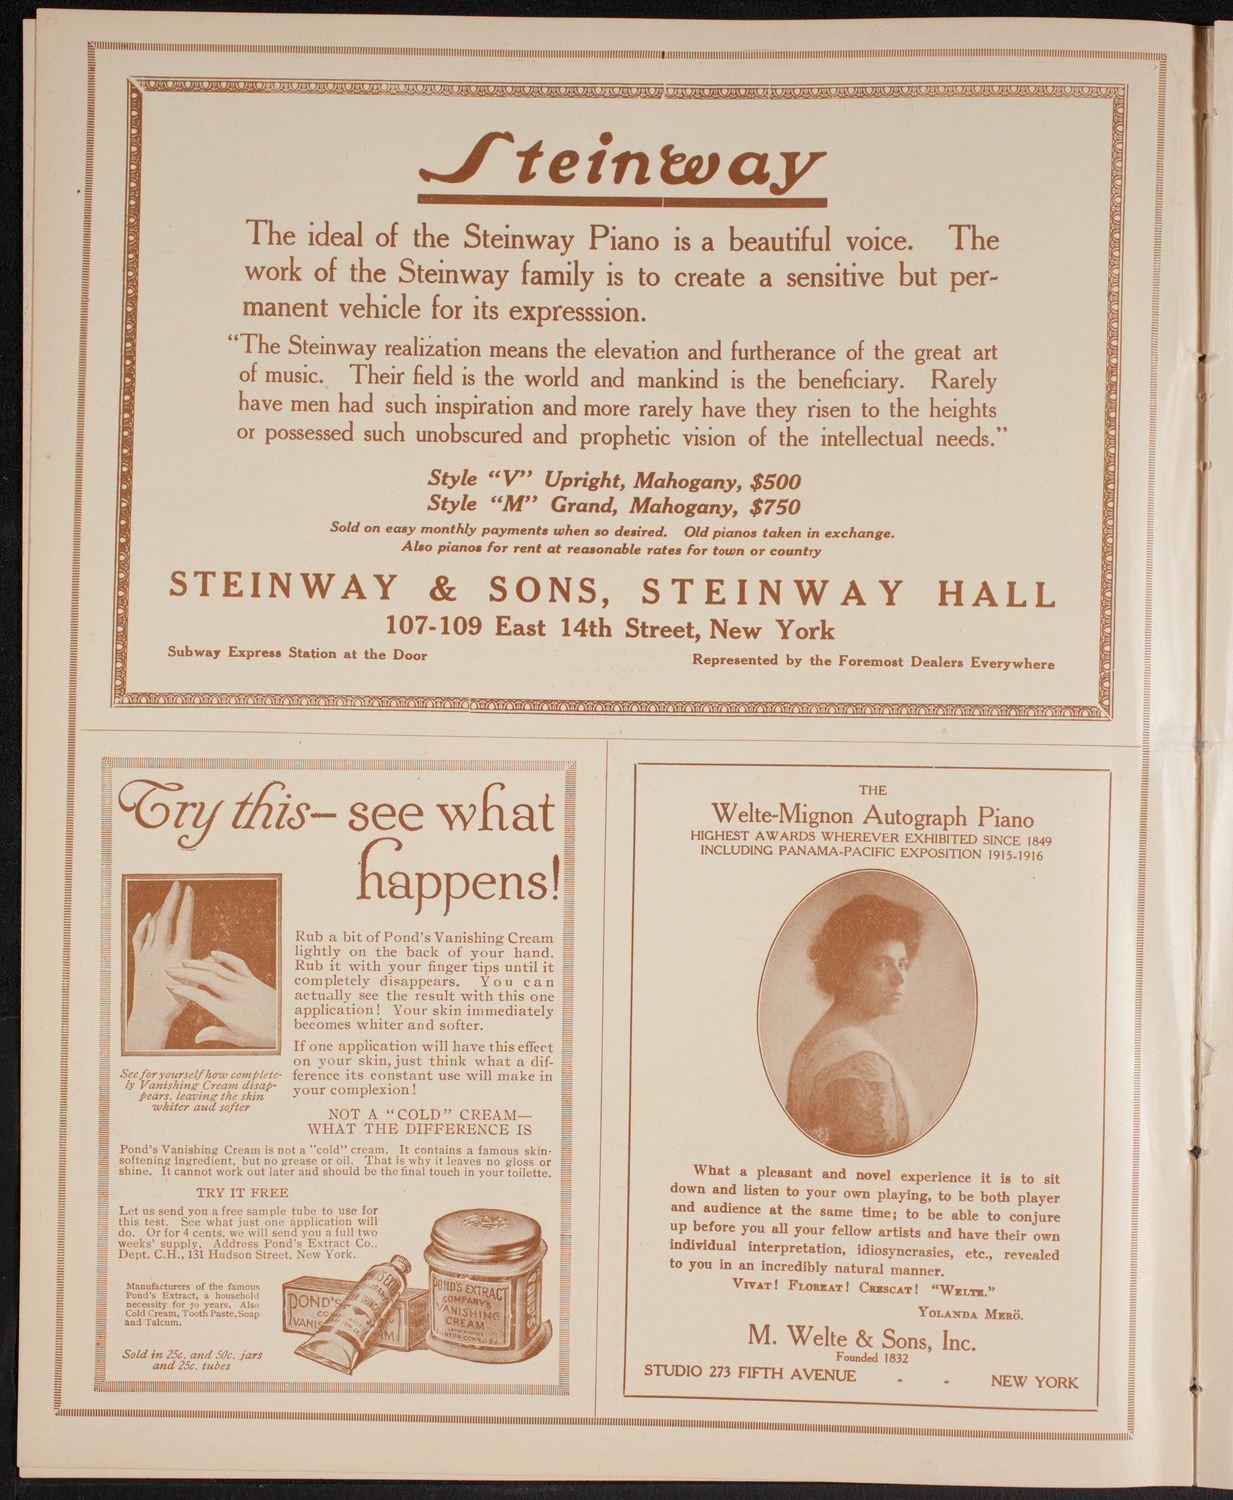 Steinway
The ideal of the Steinway Piano is a beautiful voice. The
work of the Steinway family is to create a sensitive but per-
manent vehicle for its expresssion.
“The Steinway realization means the elevation and furtherance of the great art
of music. Their field is the world and mankind is the beneficiary. Rarely
have men had such inspiration and more rarely have they risen to the heights
or possessed such unobscured and prophetic vision of the intellectual needs.”
Style “V” Upright, Mahogany, $500
Style “M” Grand, Mahogany, $750
Sold on easy monthly payments when so desired. Old pianos taken in exchange.
Also pianos for rent at reasonable rates for town or country
STEINWAY & SONS, STEINWAY HALL
107-109 East 14th Street, New York
Subway Express Station at the Door
Represented by the Foremost Dealers Everywhere
Try this—see what
happens!
Rub a bit of Pond's Vanishing Cream
lightly on the back of your hand.
Rub it with your finger tips until it
completely disappears. You can
actually see the result with this one
application! Your skin immediately
becomes whiter and softer.
If one application will have this effect
on your skin, just think what a dif-
ference its constant use will make in
your complexion!
See for yourself how complete-
ly Vanishing Cream disap-
pears, leaving the skin
whiter and softer
NOT A “COLD” CREAM—
WHAT THE DIFFERENCE IS
Pond's Vanishing Cream is not a "cold" cream. It contains a famous skin-
softening ingredient, but no grease or oil. That is why it leaves no gloss or
shine. It cannot work out later and should be the final touch in your toilette.
TRY IT FREE
Let us send you a free sample tube to use for
this test. See what just one application will
do. Or for 4 cents, we will send you a full two
weeks' supply. Address Pond's Extract Co.,
Dept. C.H., 131 Hudson Street, New York.
Manufacturers of the famous
Pond's Extract, a household
necessity for 70 years. Also
Cold Cream, Tooth Paste, Soap
and Talcum.
Sold in 25c. and 50c. jars
and 25c. tubes
POND'S
VANIS
POND'S EXTRACT
COMPANY'S
VANISHING
CREAM
THE
Welte-Mignon Autograph Piano
HIGHEST AWARDS WHEREVER EXHIBITED SINCE 1849
INCLUDING PANAMA-PACIFIC EXPOSITION 1915-1916
What a pleasant and novel experience it is to sit
down and listen to your own playing, to be both player
and audience at the same time; to be able to conjure
up before you all your fellow artists and have their own
individual interpretation, idiosyncrasies, etc., revealed
to you in an incredibly natural manner.
VIVAT! FLOREAT! CRESCAT! “WELTE.”
YOLANDA MERÖ.
M. Welte & Sons, Inc.
Founded 1832
STUDIO 273 FIFTH AVENUE - - NEW YORK